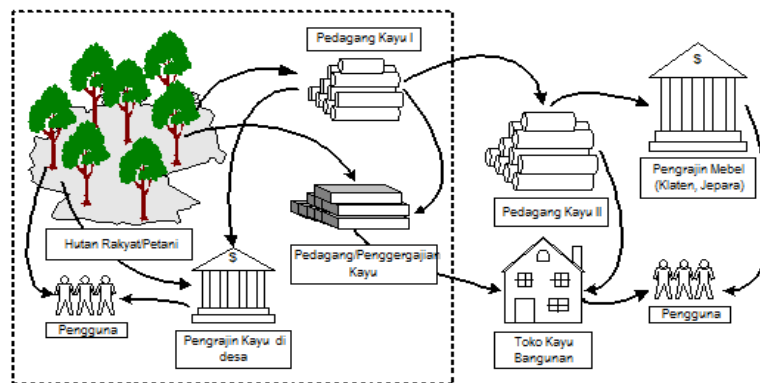 Pedagang Kayu I
S
Pengrajin Mebel
(Klaten, Jepara)
Pedagang Kayu II
Hutan Rakyat/Petani
Pedagang/Penggergajian
Kayu
S
Pengguna
Pengrajin Kayu di
desa
Toko Kayu
Bangunan
Pengguna